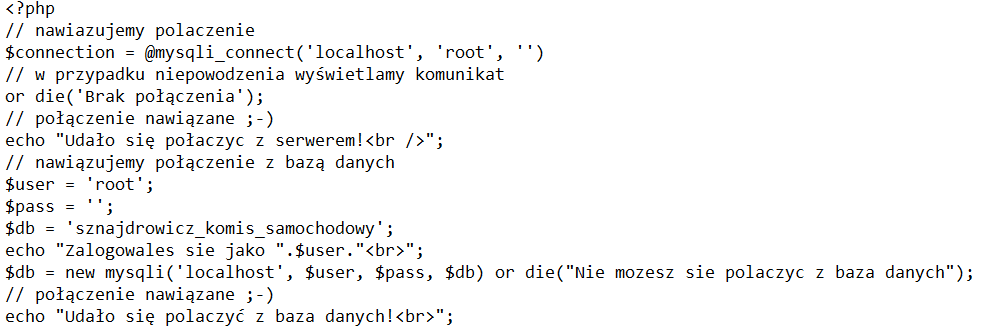 <?php
// nawiazujemy polaczenie
$connection = @mysqli_connect('localhost', 'root', '')
// w przypadku niepowodzenia wyświetlamy komunikat
or die('Brak połączenia');
// połączenie nawiązane ;-)
echo "Udało się połaczyc z serwerem!<br />";
// nawiązujemy połączenie z bazą danych
$user = 'root';
$pass = '';
$db = 'sznajdrowicz_komis_samochodowy';
echo "Zalogowales sie jako ".$user."<br>";
$db = new mysqli('localhost', $user, $pass, $db) or die("Nie mozesz sie polaczyc z baza danych");
// połączenie nawiązane ;-)
echo "Udało się polaczyć z baza danych!<br>";